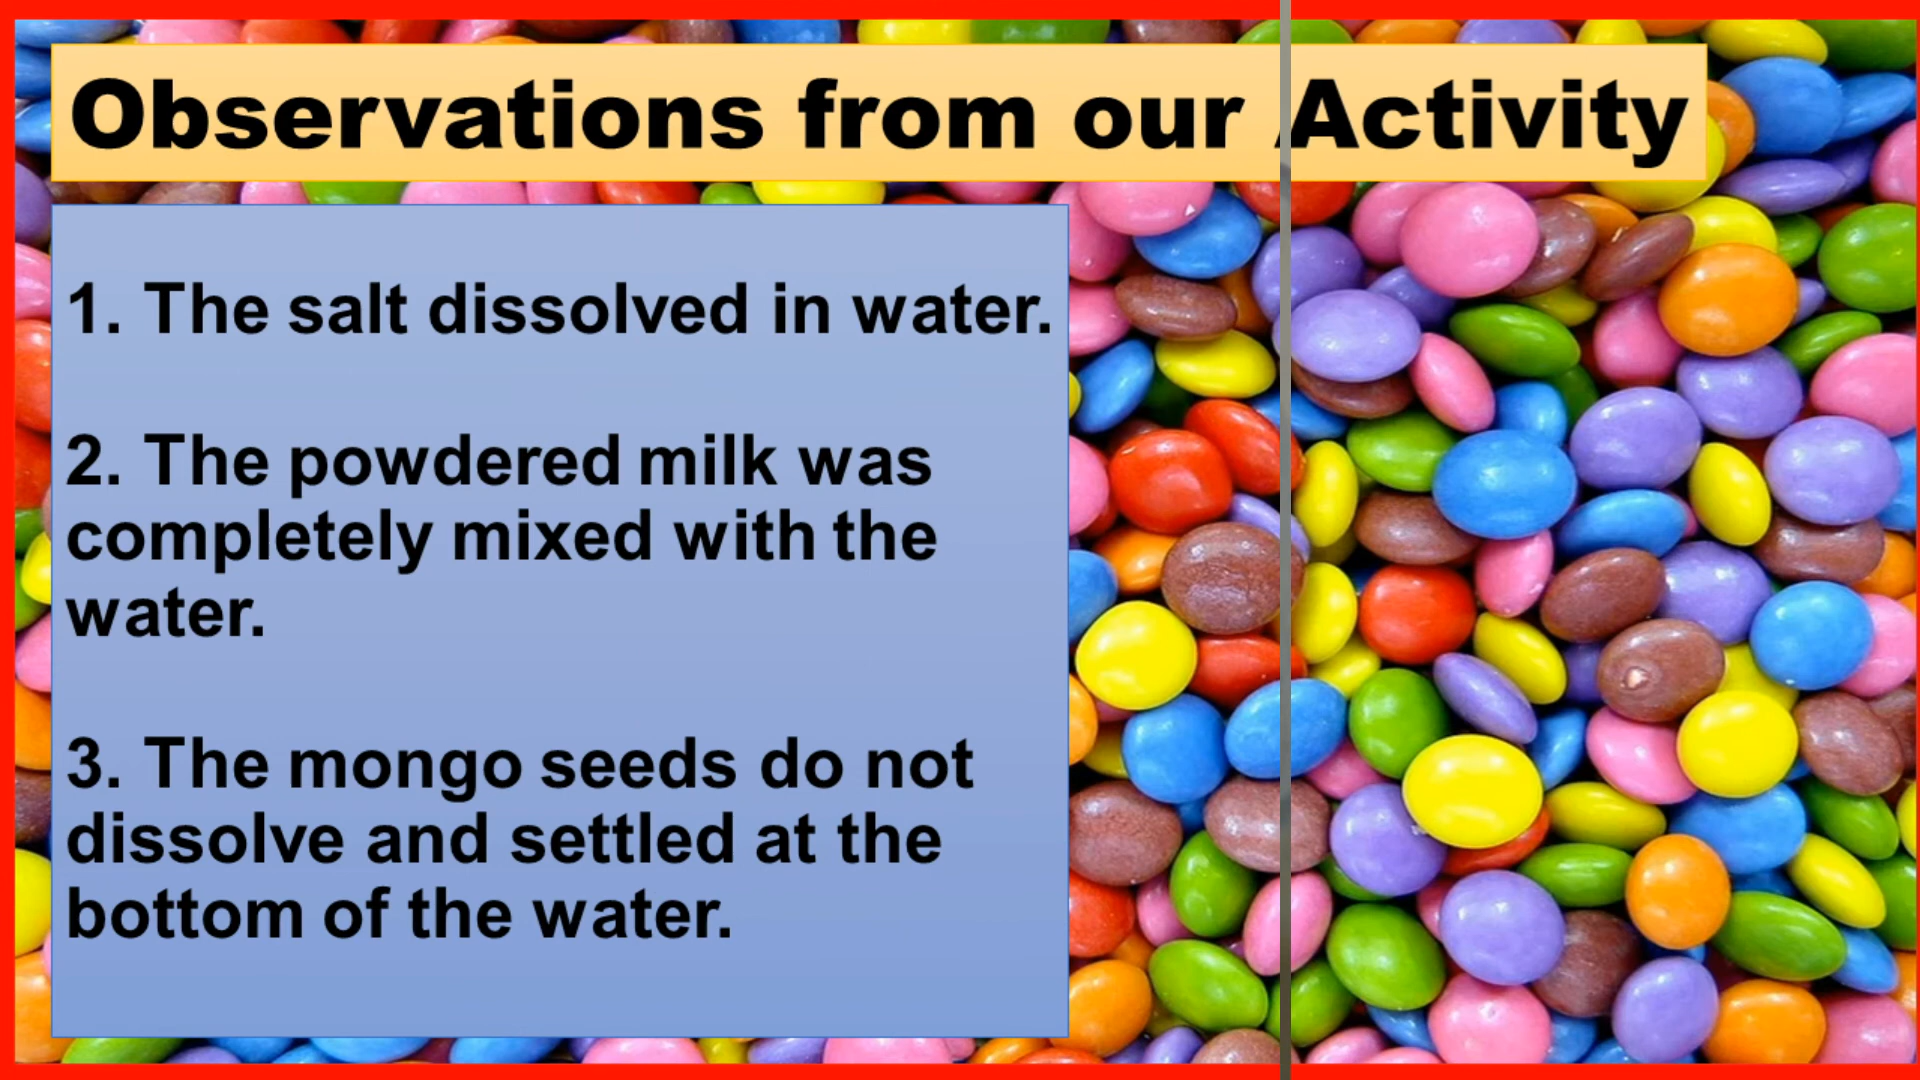 Observations from our Activity
1. The salt dissolved in water.
2. The powdered milk was
completely mixed with the
water.
3. The mongo seeds do not
dissolve and settled at the
bottom of the water.